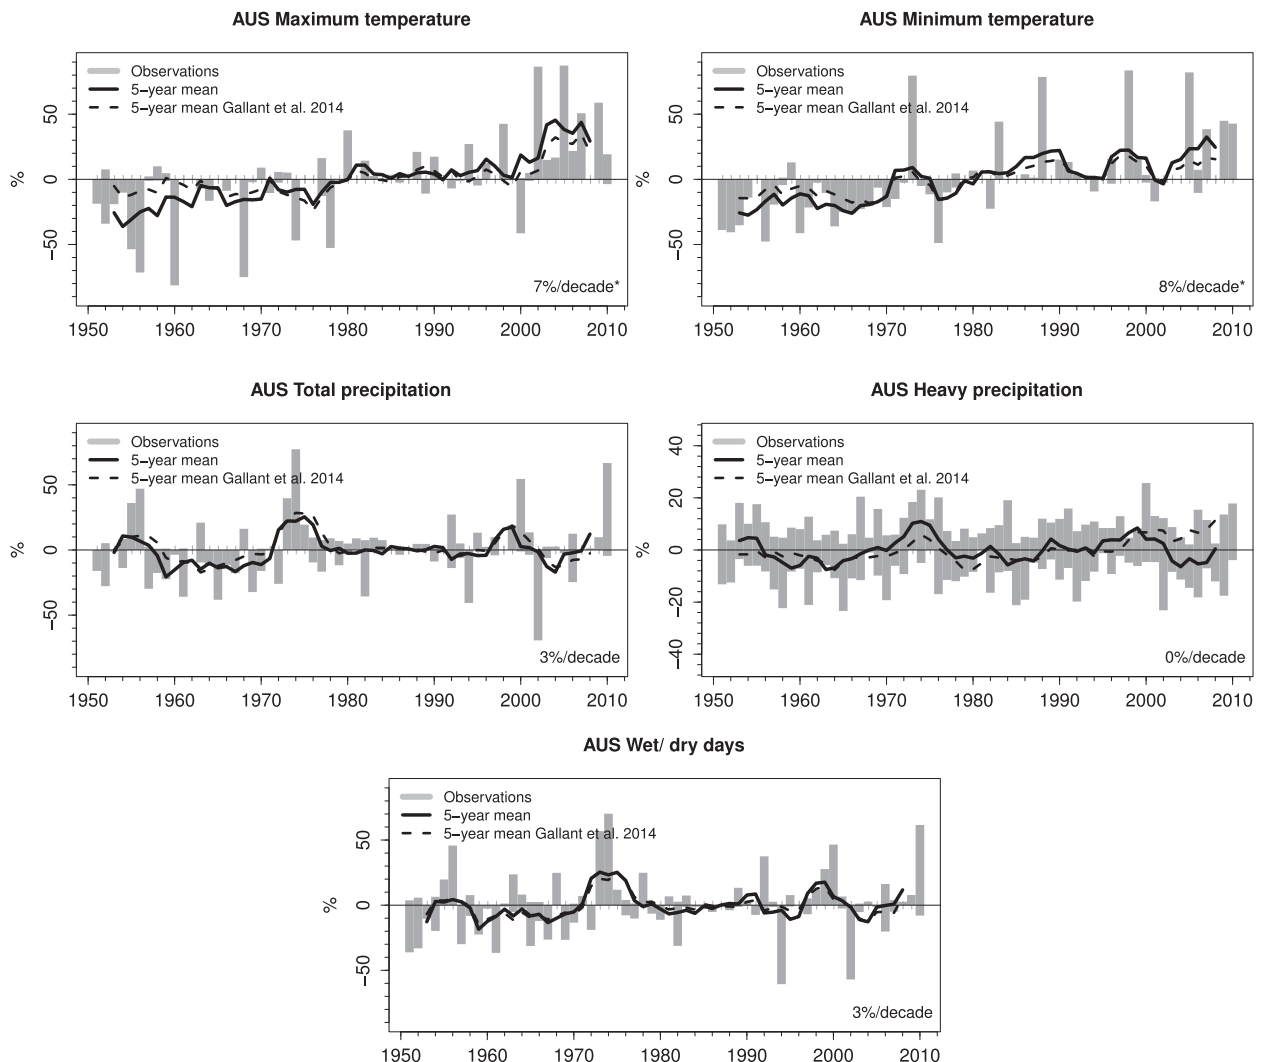 AUS Maximum temperature
Observations
5−year mean
5−year mean Gallant et al. 2014
%
50
0
−50
7%/decade*
1950 1960 1970 1980 1990 2000 2010
AUS Minimum temperature
Observations
5−year mean
5−year mean Gallant et al. 2014
%
50
0
−50
8%/decade*
1950 1960 1970 1980 1990 2000 2010
AUS Total precipitation
Observations
5−year mean
5−year mean Gallant et al. 2014
%
50
0
−50
3%/decade
1950 1960 1970 1980 1990 2000 2010
AUS Heavy precipitation
Observations
5−year mean
5−year mean Gallant et al. 2014
%
40
20
0
−20
−40
0%/decade
1950 1960 1970 1980 1990 2000 2010
AUS Wet/ dry days
Observations
5−year mean
5−year mean Gallant et al. 2014
%
50
0
−50
3%/decade
1950 1960 1970 1980 1990 2000 2010